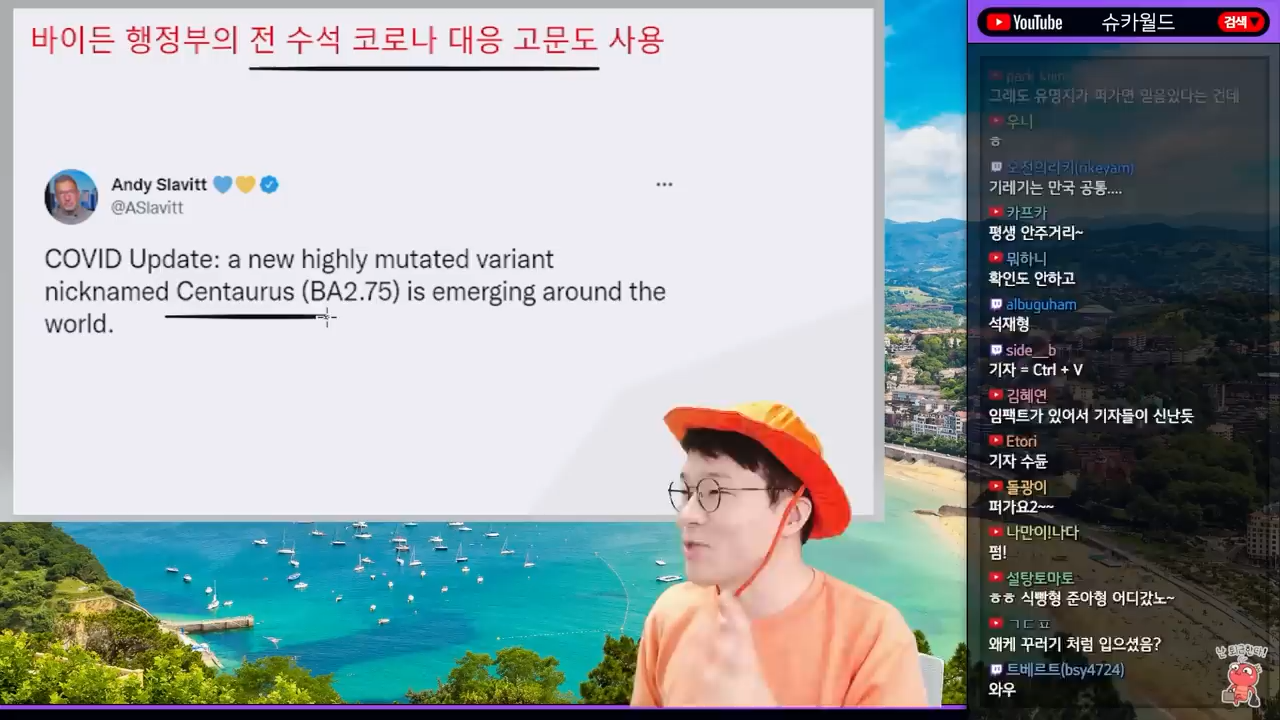 바이든 행정부의 전 수석 코로나 대응 고문도 사용
Andy Slavitt
@ASlavitt
COVID Update: a new highly mutated variant
nicknamed Centaurus (BA2.75) is emerging around the
world.
YouTube 슈카월드 검색
그래도 유명지가 퍼가면 믿음있다는 건데
우니
ㅎ
오전의리키(rikeyam)
기레기는 만국 공통....
카프카
평생 안주거리~
뭐하니
확인도 안하고
albuguham
석재형
side__b
기자 = Ctrl + V
김혜연
임팩트가 있어서 기자들이 신난듯
Etori
기자 수듄
돌광이
퍼가요2~~
나만이!나다
펌!
설탕토마토
ㅎㅎ 식빵형 준아형 어디갔노~
ㄱㄷㅍ
왜케 꾸러기 처럼 입으셨음?
트베르트(bsy4724)
와우